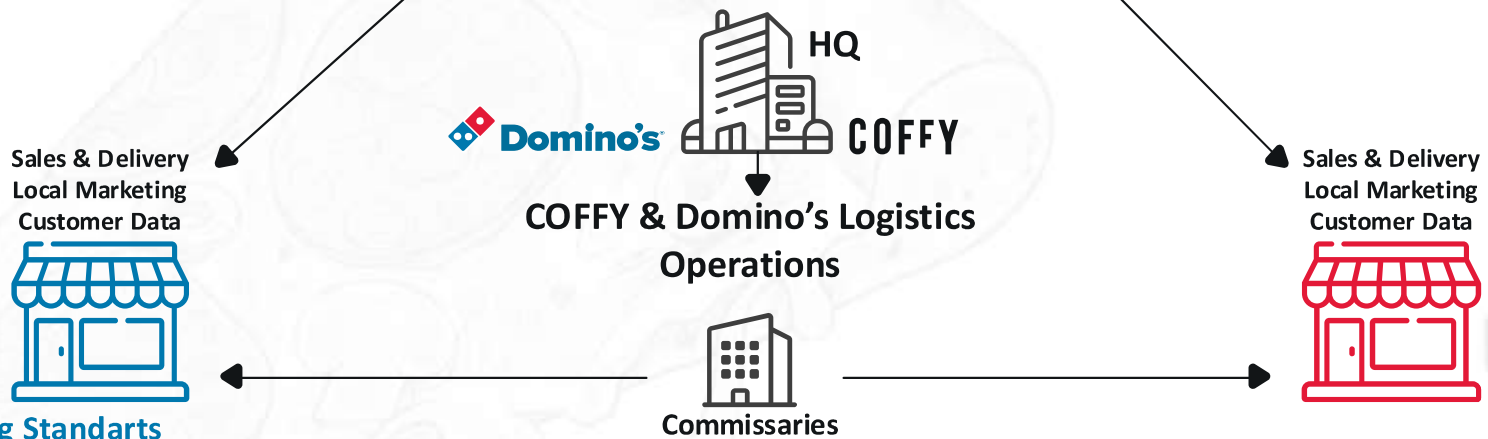 HQ
Domino's
COFFY
Sales & Delivery
Local Marketing
Customer Data
COFFY & Domino's Logistics
Operations
Sales & Delivery
Local Marketing
Customer Data
Commissaries
g Standarts